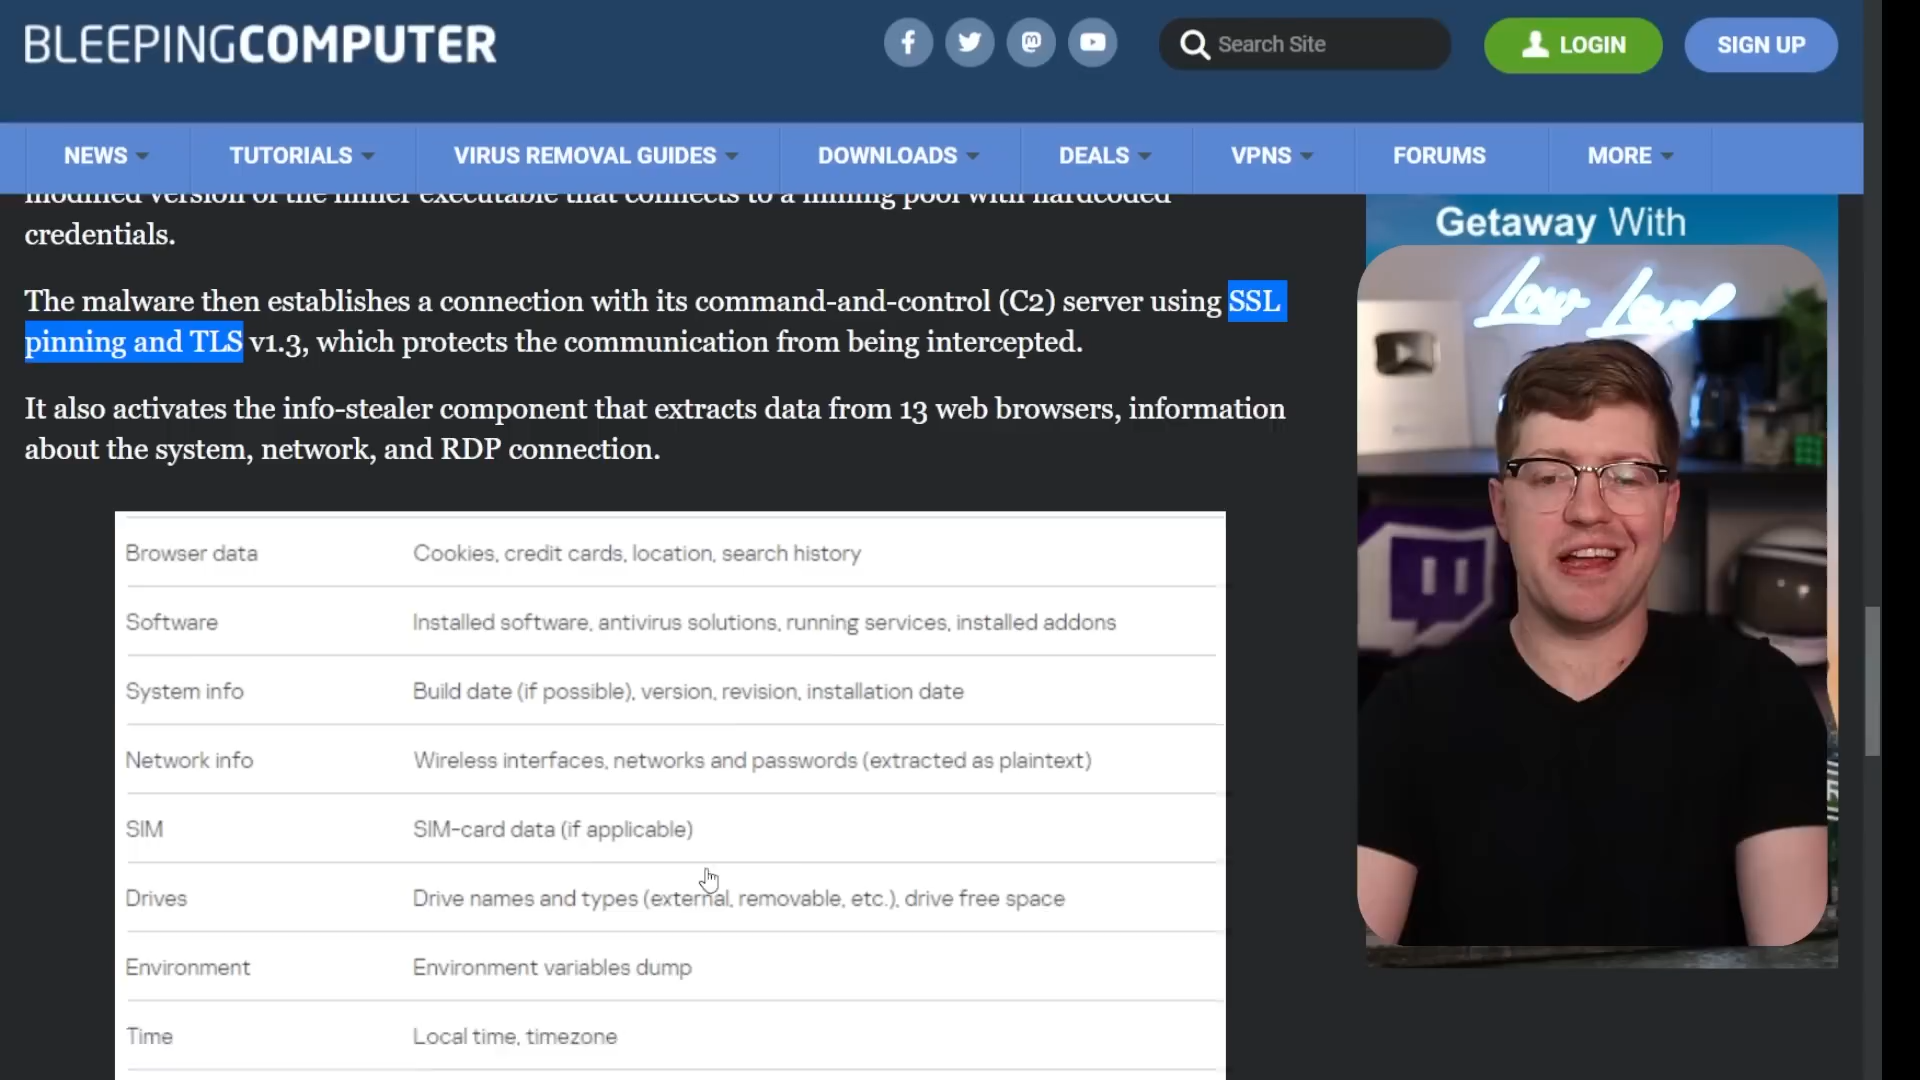 BLEEPINGCOMPUTER
Search Site
LOGIN
SIGN UP
NEWS
TUTORIALS
VIRUS REMOVAL GUIDES
DOWNLOADS
DEALS
VPNS
FORUMS
MORE
modified version of the miner executable that connects to a mining pool with hardcoded
credentials.
The malware then establishes a connection with its command-and-control (C2) server using SSL
pinning and TLS v1.3, which protects the communication from being intercepted.
It also activates the info-stealer component that extracts data from 13 web browsers, information
about the system, network, and RDP connection.
Browser data Cookies, credit cards, location, search history
Software Installed software, antivirus solutions, running services, installed addons
System info Build date (if possible), version, revision, installation date
Network info Wireless interfaces, networks and passwords (extracted as plaintext)
SIM SIM-card data (if applicable)
Drives Drive names and types (external, removable, etc.), drive free space
Environment Environment variables dump
Time Local time, timezone
Getaway With
Low Level